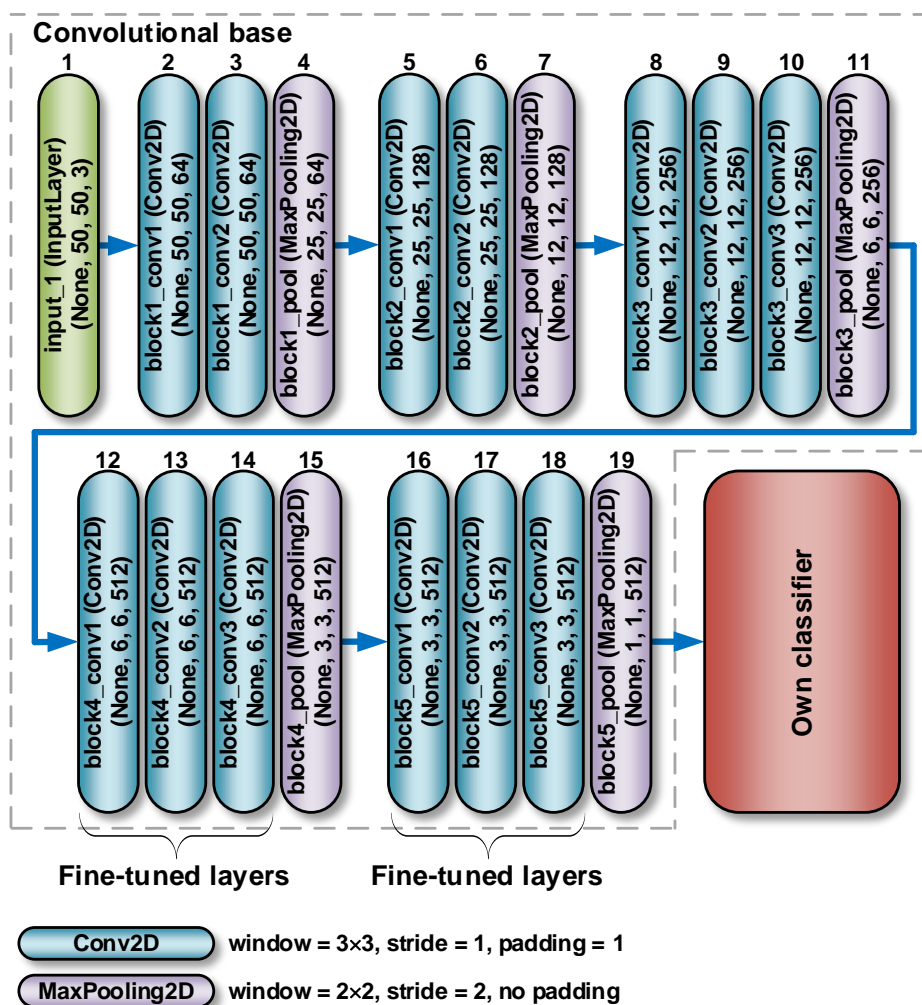 Convolutional base
1
2
3
4
5
6
7
8
9
10
11
input_1 (InputLayer)
(None, 50, 50, 3)
block1_conv1 (Conv2D)
(None, 50, 50, 64)
block1_conv2 (Conv2D)
(None, 50, 50, 64)
block1_pool (MaxPooling2D)
(None, 25, 25, 64)
block2_conv1 (Conv2D)
(None, 25, 25, 128)
block2_conv2 (Conv2D)
(None, 25, 25, 128)
block2_pool (MaxPooling2D)
(None, 12, 12, 128)
block3_conv1 (Conv2D)
(None, 12, 12, 256)
block3_conv2 (Conv2D)
(None, 12, 12, 256)
block3_conv3 (Conv2D)
(None, 12, 12, 256)
block3_pool (MaxPooling2D)
(None, 6, 6, 256)
12
13
14
15
16
17
18
19
block4_conv1 (Conv2D)
(None, 6, 6, 512)
block4_conv2 (Conv2D)
(None, 6, 6, 512)
block4_conv3 (Conv2D)
(None, 6, 6, 512)
block4_pool (MaxPooling2D)
(None, 3, 3, 512)
block5_conv1 (Conv2D)
(None, 3, 3, 512)
block5_conv2 (Conv2D)
(None, 3, 3, 512)
block5_conv3 (Conv2D)
(None, 3, 3, 512)
block5_pool (MaxPooling2D)
(None, 1, 1, 512)
Own classifier
Fine-tuned layers
Fine-tuned layers
Conv2D
window = 3×3, stride = 1, padding = 1
MaxPooling2D
window = 2×2, stride = 2, no padding